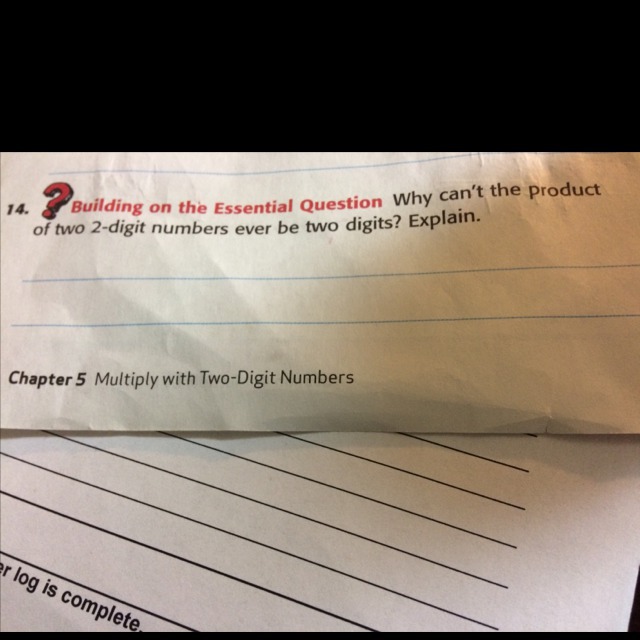 14. ? Building on the Essential Question Why can't the product
of two 2-digit numbers ever be two digits? Explain.
Chapter 5 Multiply with Two-Digit Numbers
log is complete.